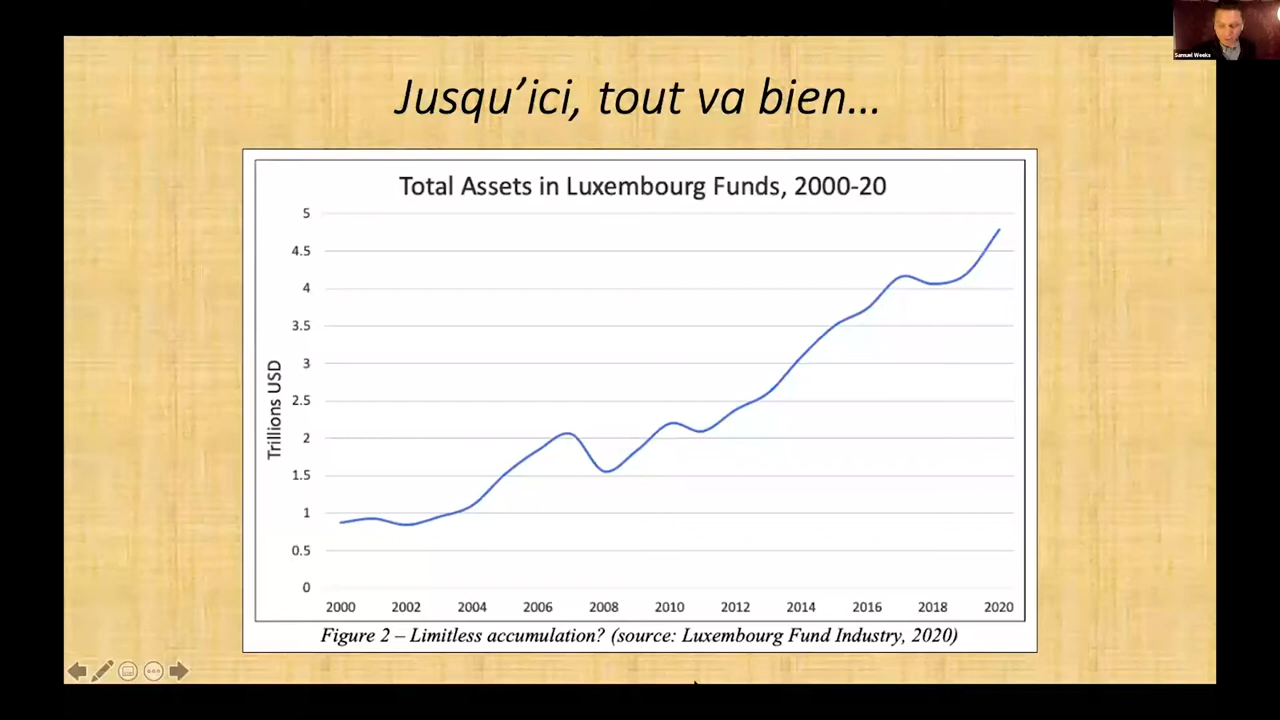 Samuel Weeks
Jusqu'ici, tout va bien…
Total Assets in Luxembourg Funds, 2000-20
5
4.5
4
3.5
3
2.5
2
1.5
1
0.5
0
Trillions USD
2000 2002 2004 2006 2008 2010 2012 2014 2016 2018 2020
Figure 2 – Limitless accumulation? (source: Luxembourg Fund Industry, 2020)